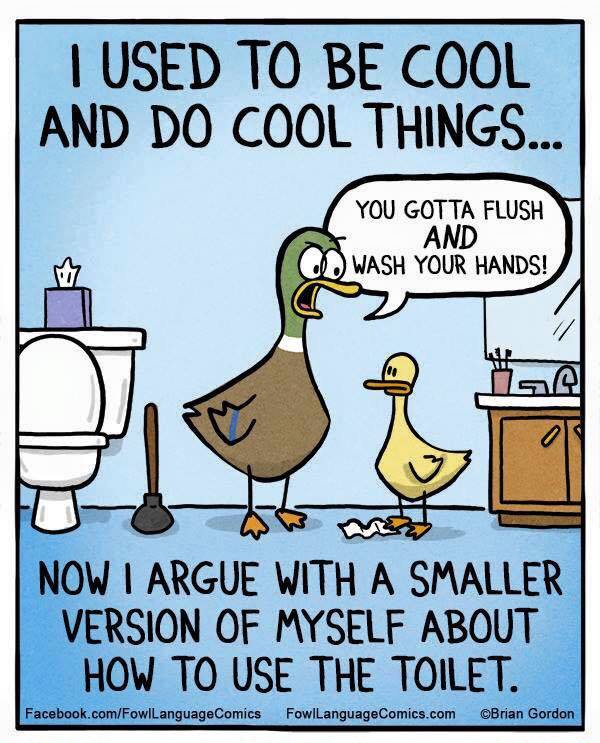 I USED TO BE COOL
AND DO COOL THINGS...
YOU GOTTA FLUSH
AND
WASH YOUR HANDS!
NOW I ARGUE WITH A SMALLER
VERSION OF MYSELF ABOUT
HOW TO USE THE TOILET.
Facebook.com/FowlLanguageComics FowlLanguageComics.com ©Brian Gordon